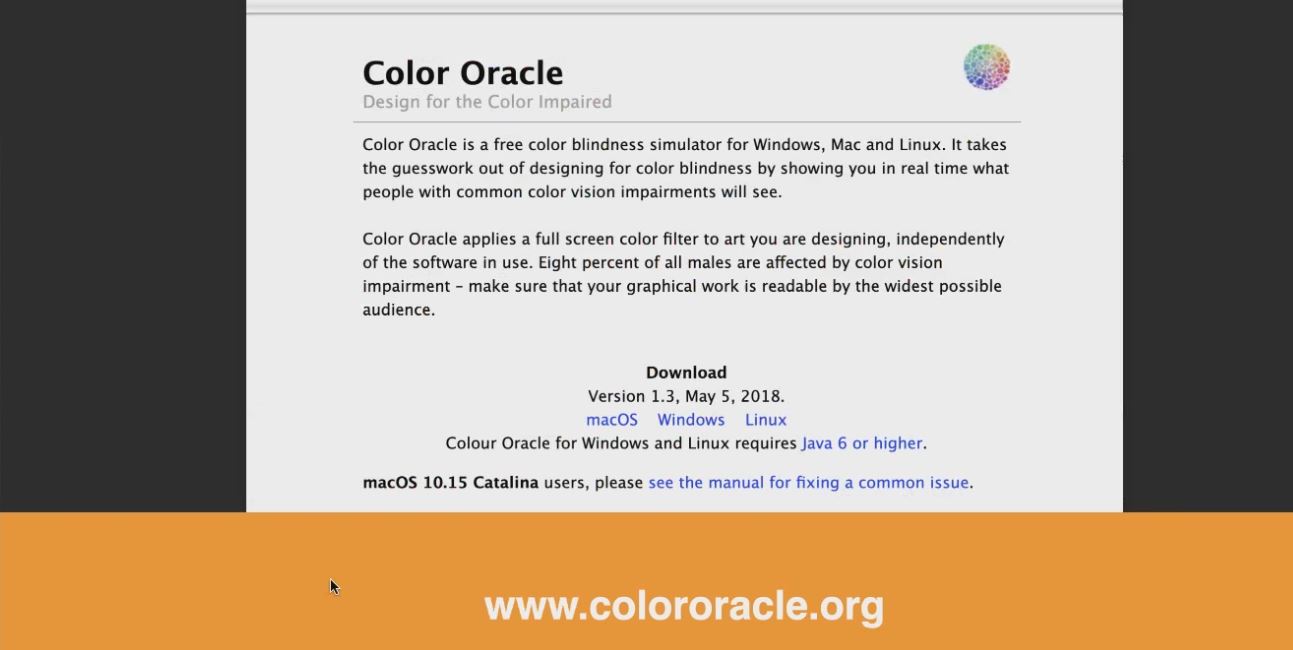 Color Oracle
Design for the Color Impaired
Color Oracle is a free color blindness simulator for Windows, Mac and Linux. It takes
the guesswork out of designing for color blindness by showing you in real time what
people with common color vision impairments will see.
Color Oracle applies a full screen color filter to art you are designing, independently
of the software in use. Eight percent of all males are affected by color vision
impairment – make sure that your graphical work is readable by the widest possible
audience.
Download
Version 1.3, May 5, 2018.
macOS Windows Linux
Colour Oracle for Windows and Linux requires Java 6 or higher.
macOS 10.15 Catalina users, please see the manual for fixing a common issue.
www.colororacle.org